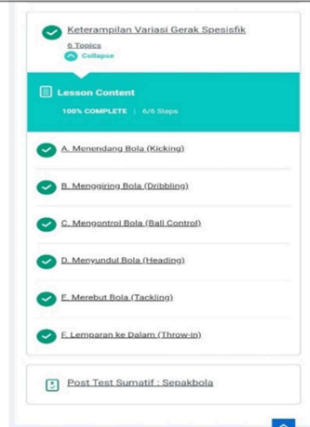 Keterampilan Variasi Gerak Spesisfik
6 Topics
Collapse
Lesson Content
100% COMPLETE | 6/6 Steps
A. Menendang Bola (Kicking)
B. Menggiring Bola (Dribbling)
C. Mengontrol Bola (Ball Control)
D. Menyundul Bola (Heading)
E. Merebut Bola (Tackling)
F. Lemparan ke Dalam (Throw-in)
Post Test Sumatif : Sepakbola